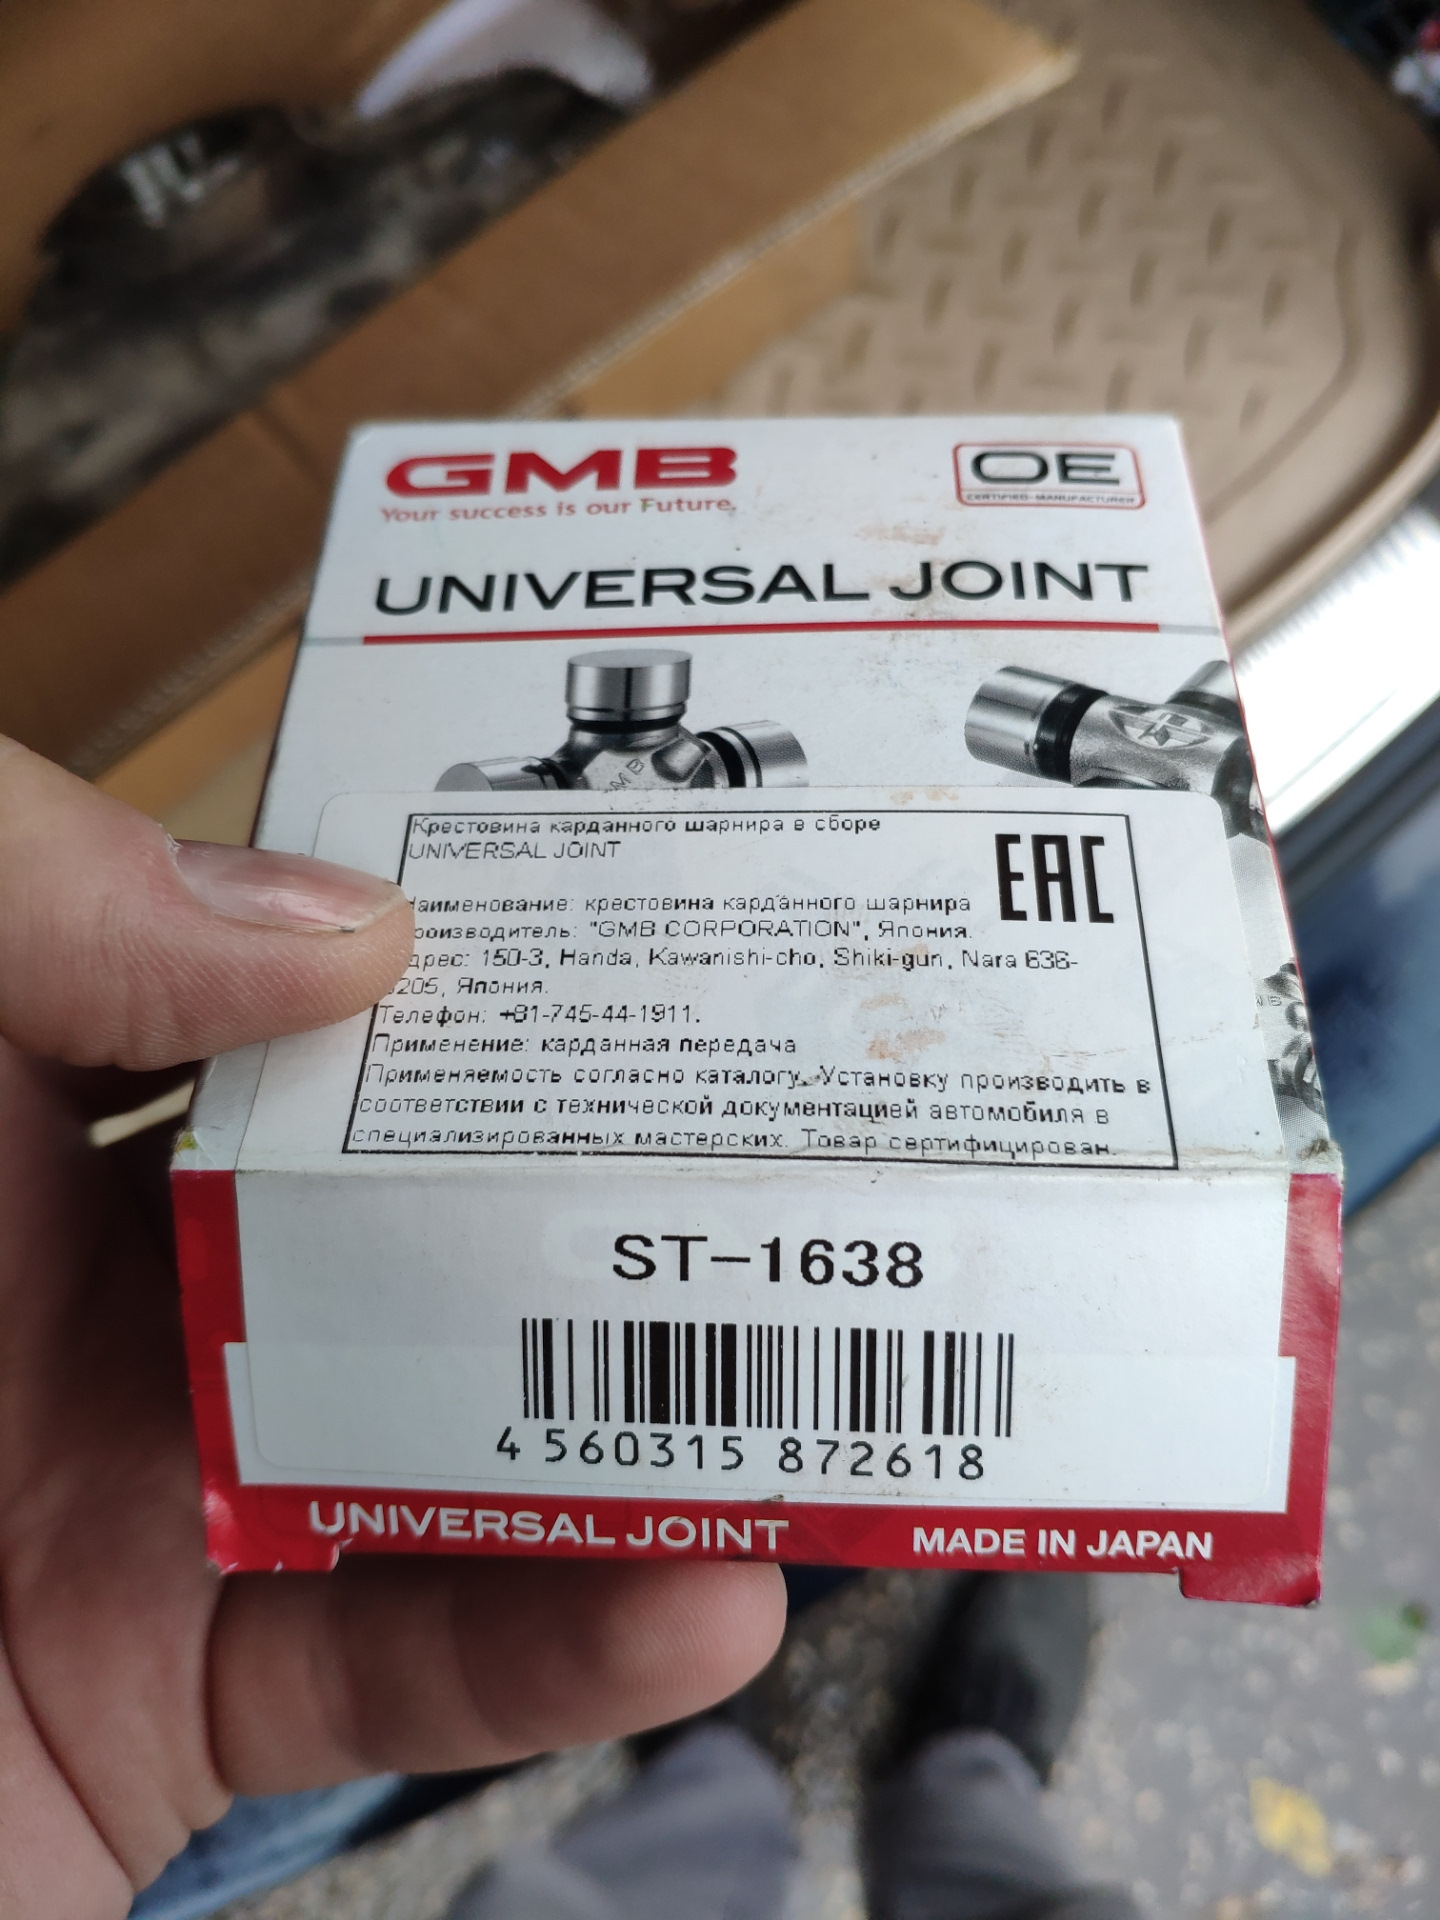 GMB
Your success is our Future.
OE
CERTIFIED MANUFACTURER
UNIVERSAL JOINT
GMB
Крестовина карданного шарнира в сборе
UNIVERSAL JOINT
EAC
Наименование: крестовина карданного шарнира
роизводитель: "GMB CORPORATION", Япония.
дрес: 150-3, Handa, Kawanishi-cho, Shiki-gun, Nara 636-
205, Япония.
Телефон: +81-745-44-1911.
Применение: карданная передача
Применяемость согласно каталогу. Установку производить в
соответствии с технической документацией автомобиля в
специализированных мастерских. Товар сертифицирован.
ST-1638
4 560315 872618
UNIVERSAL JOINT MADE IN JAPAN